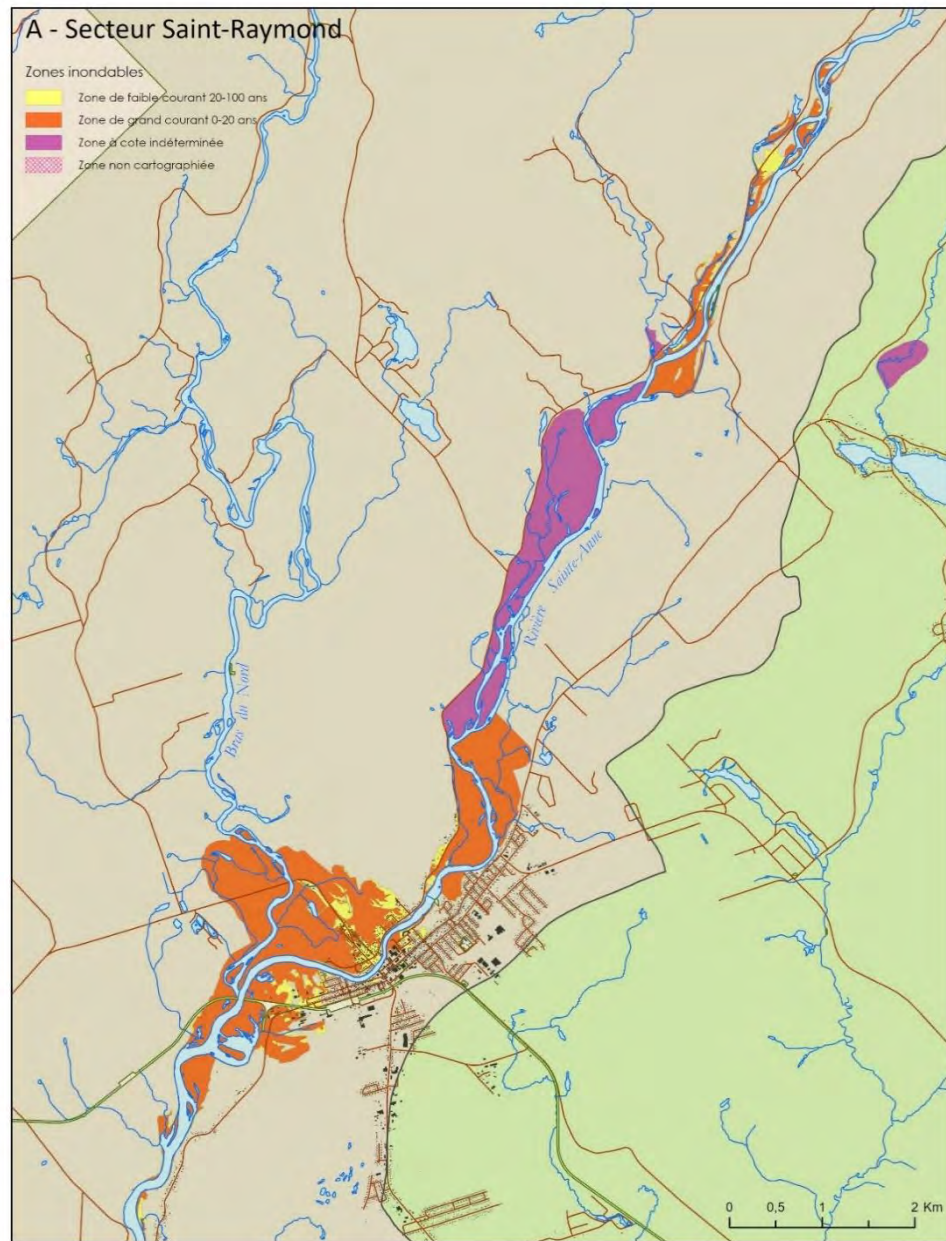 A - Secteur Saint-Raymond
Zones inondables
Zone de faible courant 20-100 ans
Zone de grand courant 0-20 ans
Zone à cote indéterminée
Zone non cartographiée
Rivière Sainte-Anne
Bras du Nord
0 0,5 1 2 Km